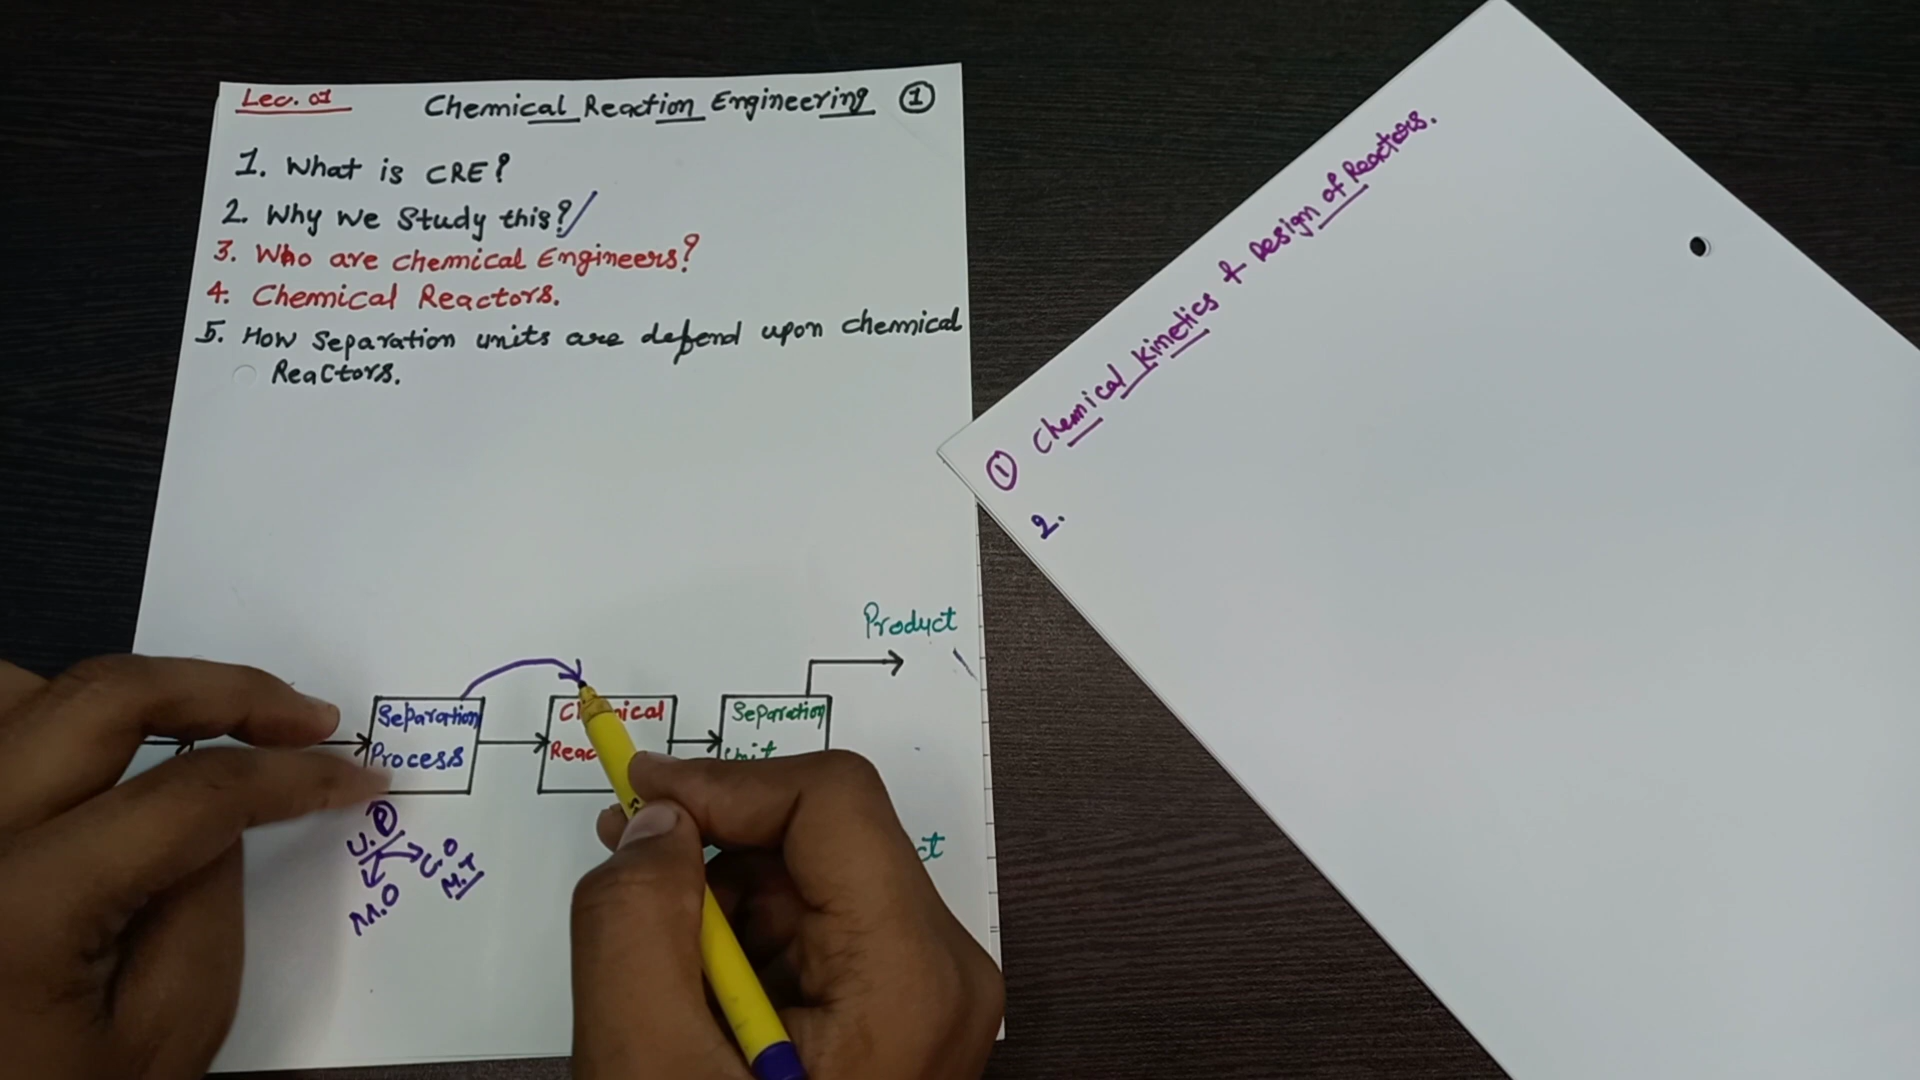 Lec. 01
Chemical Reaction Engineering ①
1. What is CRE?
2. Why We Study this?
3. Who are chemical Engineers?
4. Chemical Reactors.
5. How Separation units are defend upon chemical
Reactors.
① Chemical Kinetics & Design of Reactors.
2.
Product
Separation
Process
Separation
Unit
U.
M.O
U O
M.T